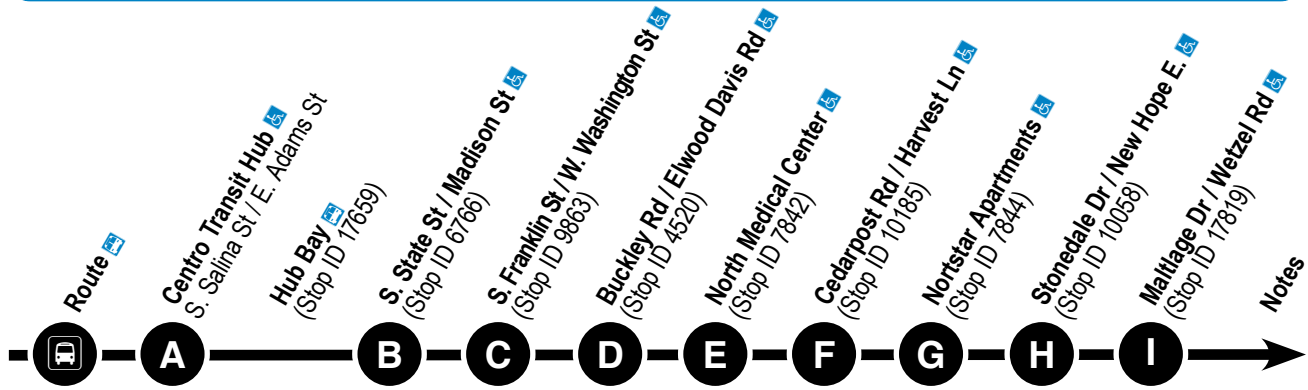 Route
Centro Transit Hub
S. Salina St / E. Adams St
Hub Bay
(Stop ID 17659)
S. State St / Madison St
(Stop ID 6766)
S. Franklin St / W. Washington St
(Stop ID 9863)
Buckley Rd / Elwood Davis Rd
(Stop ID 4520)
North Medical Center
(Stop ID 7842)
Cedarpost Rd / Harvest Ln
(Stop ID 10185)
Nortstar Apartments
(Stop ID 7844)
Stonedale Dr / New Hope E.
(Stop ID 10058)
Maltlage Dr / Wetzel Rd
(Stop ID 17819)
Notes
A
B
C
D
E
F
G
H
I